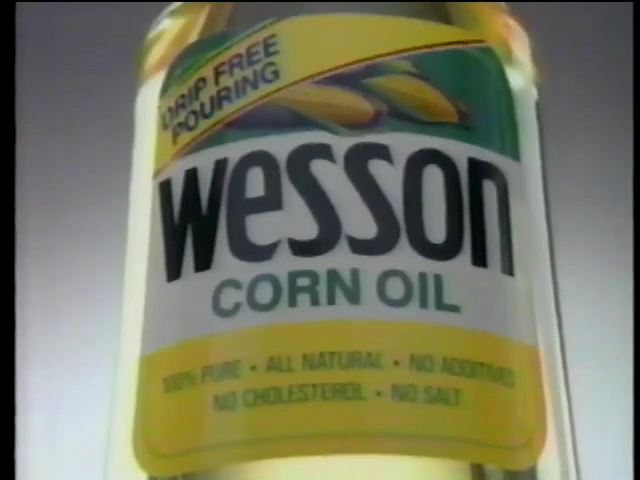 DRIP FREE
POURING
Wesson
CORN OIL
100% PURE • ALL NATURAL • NO ADDITIVES
NO CHOLESTEROL • NO SALT